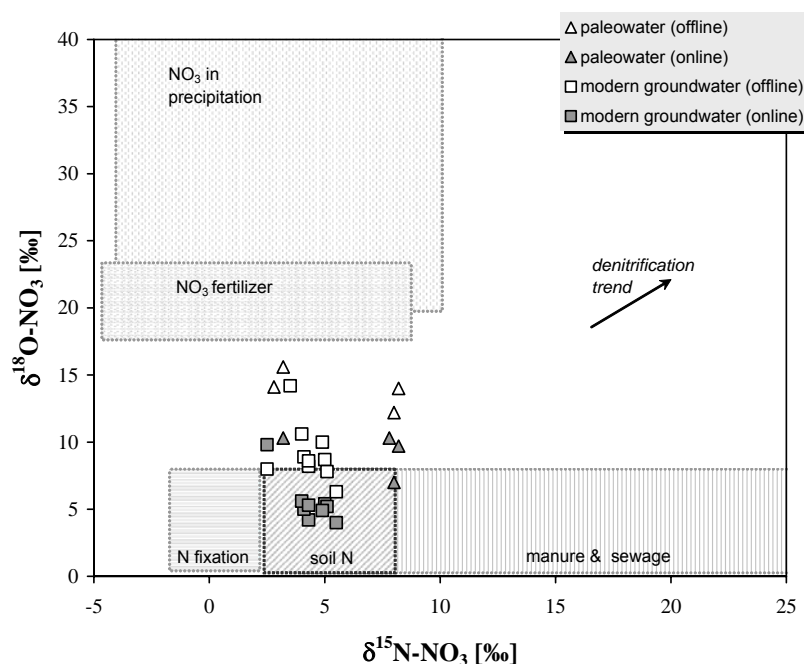 △ paleowater (offline)
▲ paleowater (online)
□ modern groundwater (offline)
■ modern groundwater (online)
40
35
30
25
20
15
10
5
0
δ¹⁸O-NO₃ [‰]
NO₃ in
precipitation
NO₃ fertilizer
denitrification
trend
N fixation
soil N
manure & sewage
-5
0
5
10
15
20
25
δ¹⁵N-NO₃ [‰]